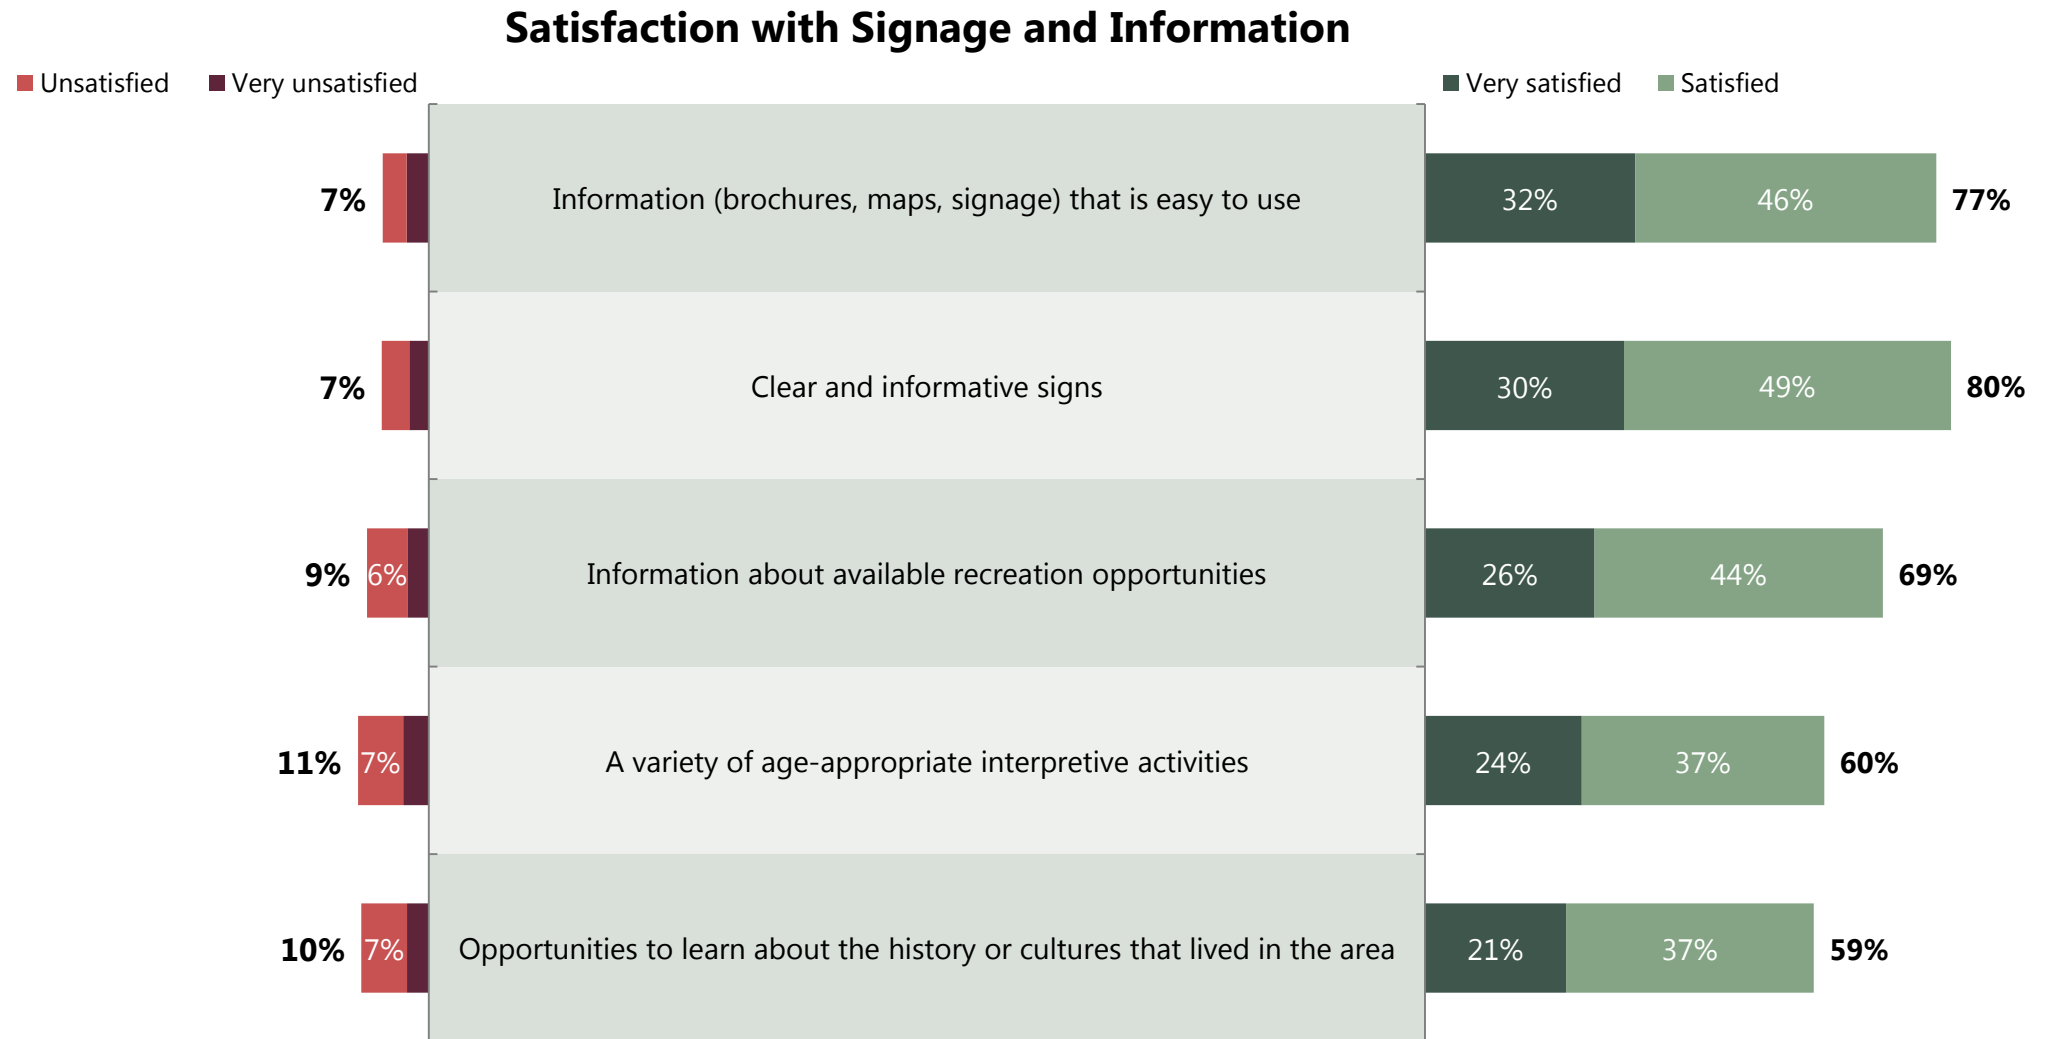 Satisfaction with Signage and Information
Unsatisfied Very unsatisfied Very satisfied Satisfied
7% Information (brochures, maps, signage) that is easy to use 32% 46% 77%
7% Clear and informative signs 30% 49% 80%
9% 6% Information about available recreation opportunities 26% 44% 69%
11% 7% A variety of age-appropriate interpretive activities 24% 37% 60%
10% 7% Opportunities to learn about the history or cultures that lived in the area 21% 37% 59%